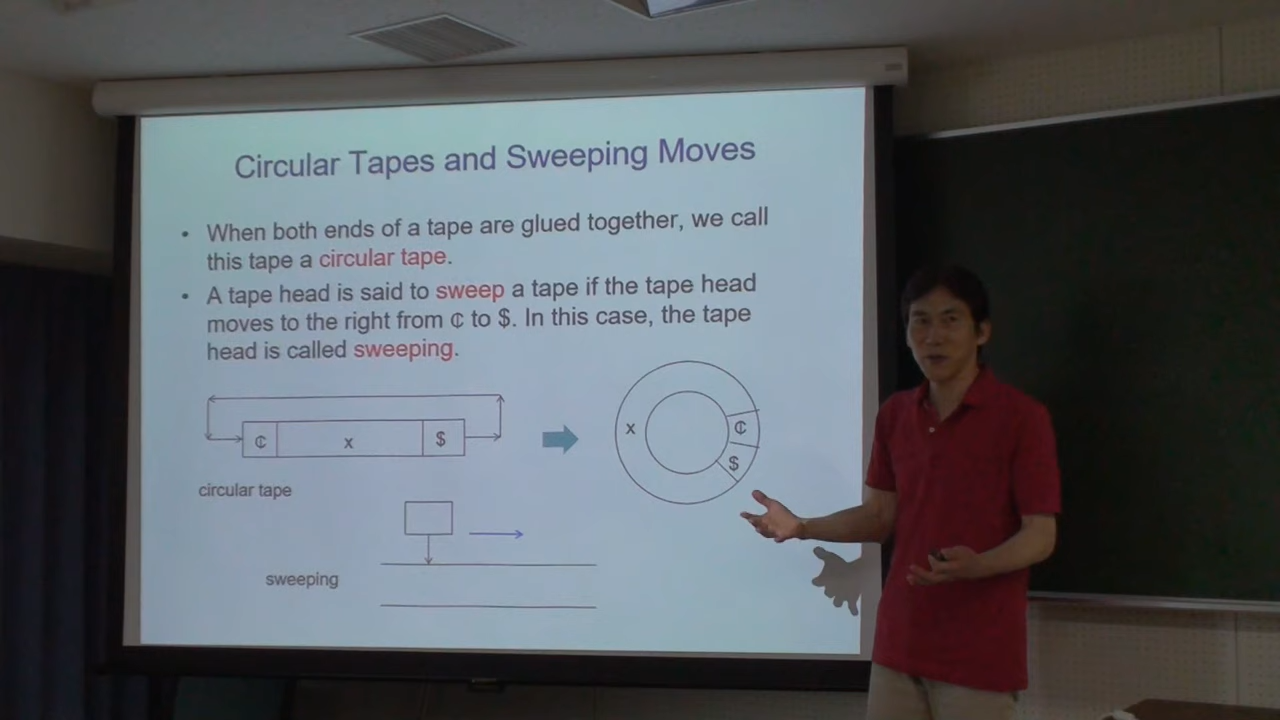 Circular Tapes and Sweeping Moves
• When both ends of a tape are glued together, we call
this tape a circular tape.
• A tape head is said to sweep a tape if the tape head
moves to the right from ¢ to $. In this case, the tape
head is called sweeping.
¢ x $
x ¢
$
circular tape
sweeping